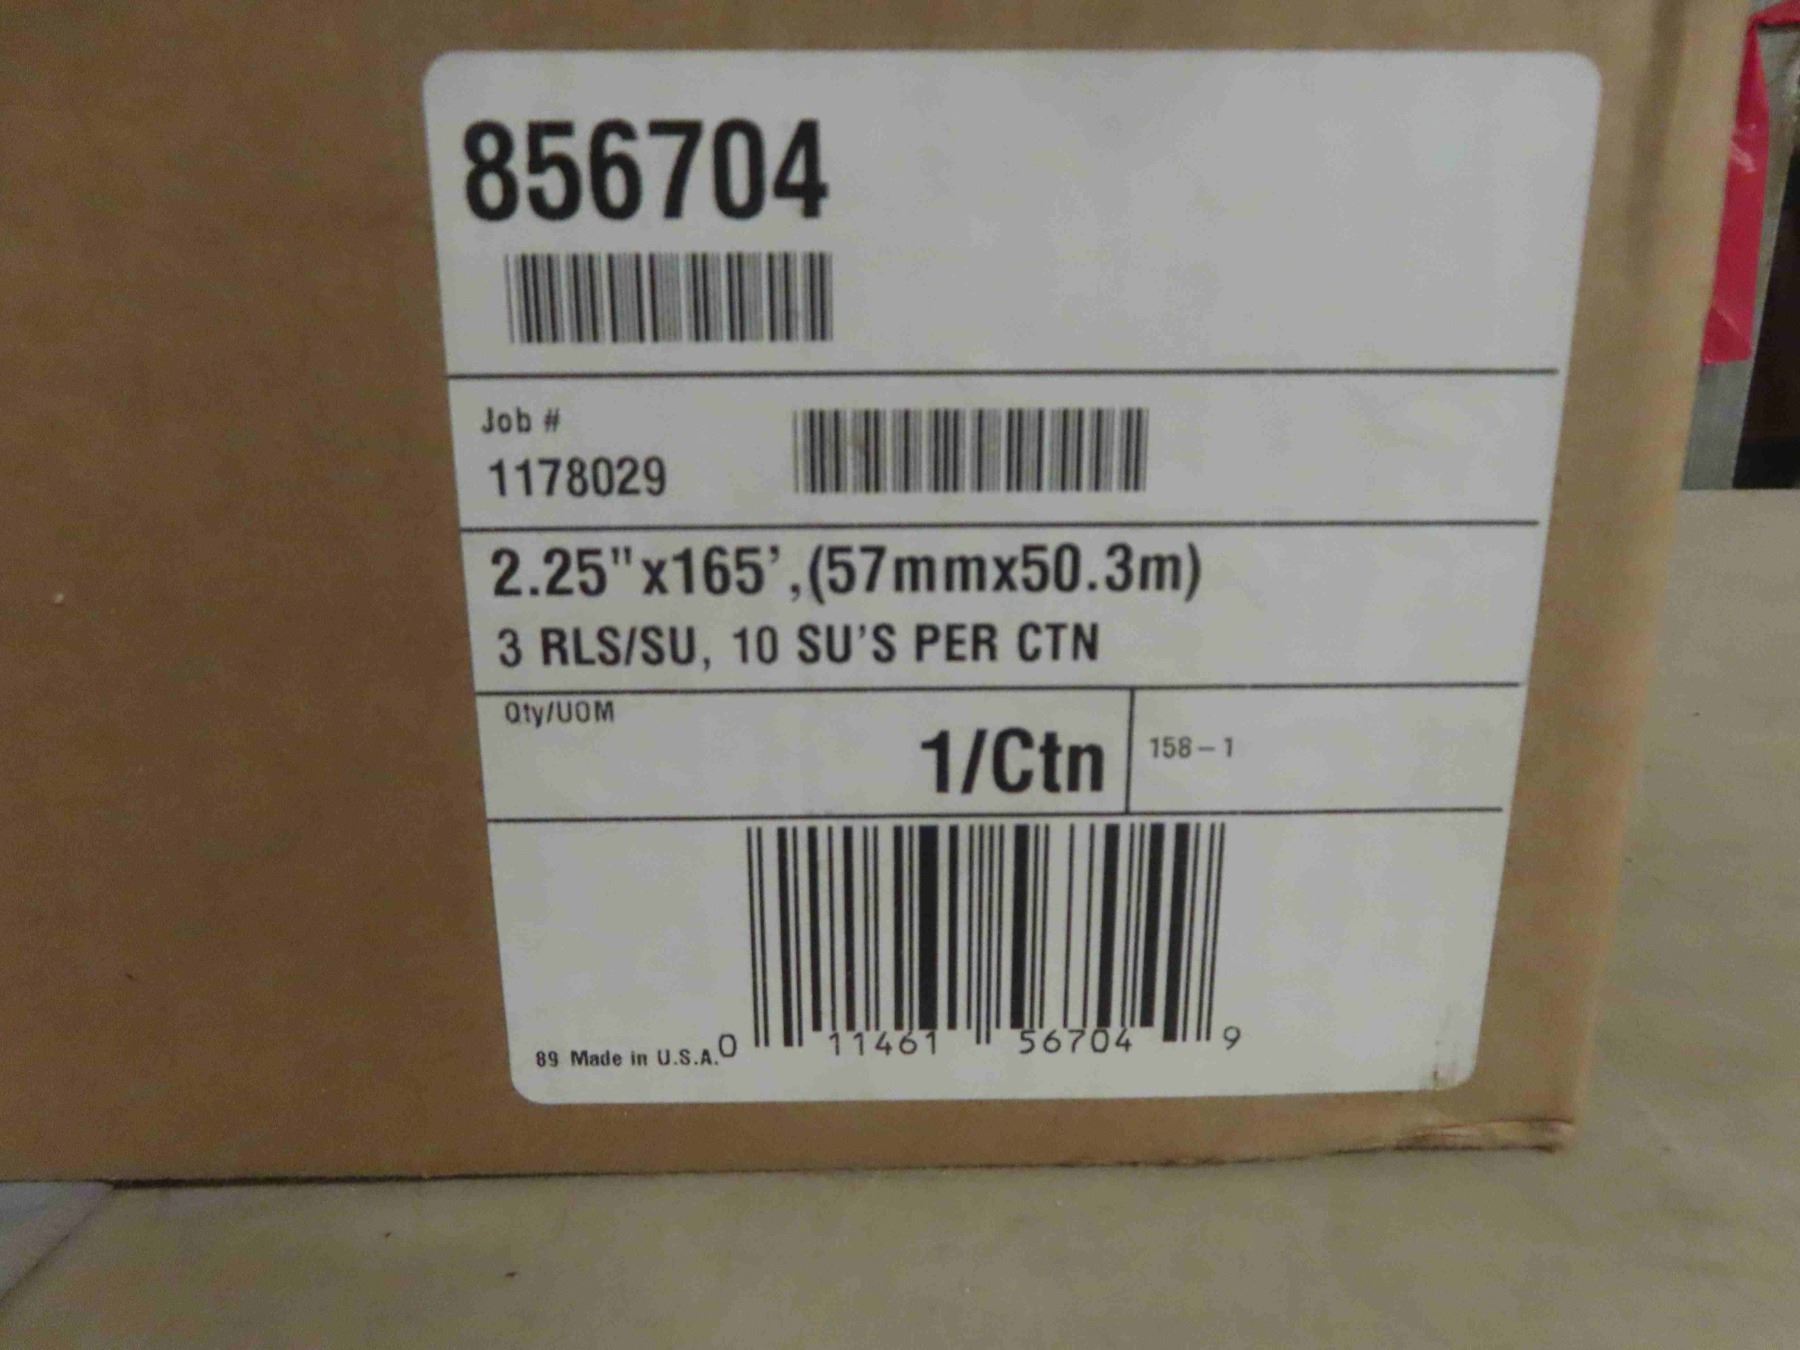 856704
Job #
1178029
2.25"x165',(57mmx50.3m)
3 RLS/SU, 10 SU'S PER CTN
Qty/UOM
1/Ctn
158-1
89 Made in U.S.A.
0 11461 56704 9